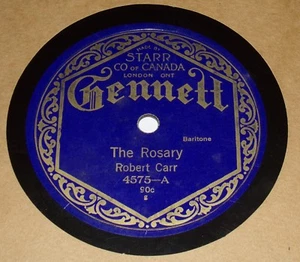 MADE BY
STARR
CO OF CANADA
LONDON ONT
Gennett
Baritone
The Rosary
Robert Carr
4575-A
90c